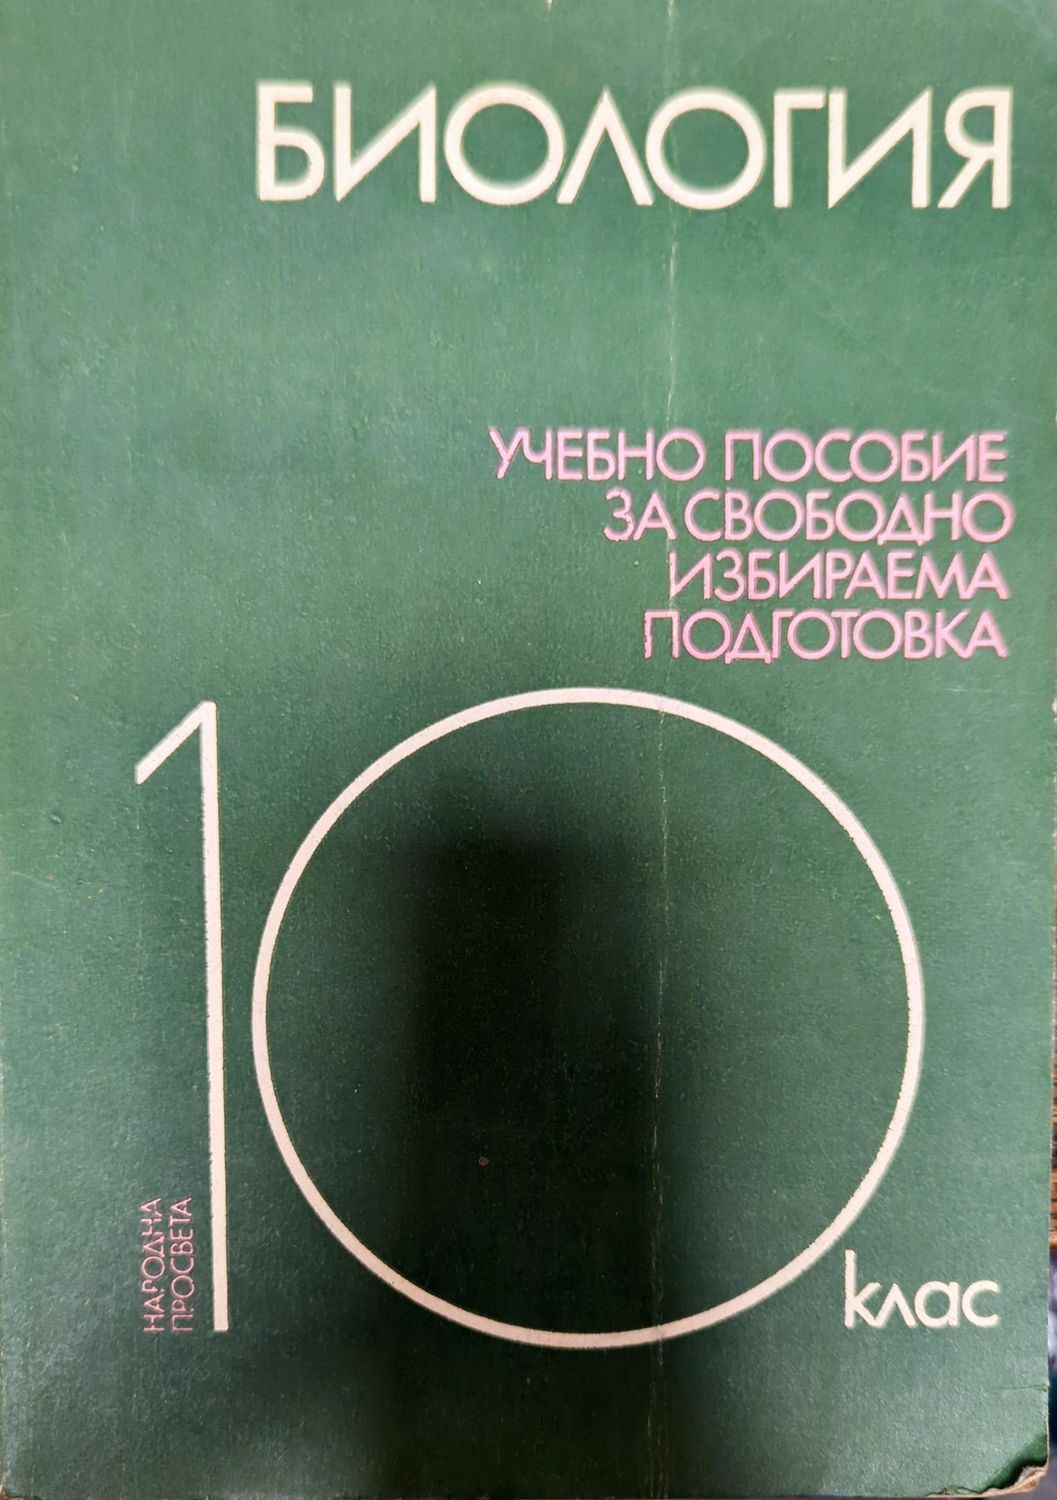 БИОЛОГИЯ
УЧЕБНО ПОСОБИЕ
ЗА СВОБОДНО
ИЗБИРАЕМА
ПОДГОТОВКА
10
клас
НАРОДНА
ПРОСВЕТА